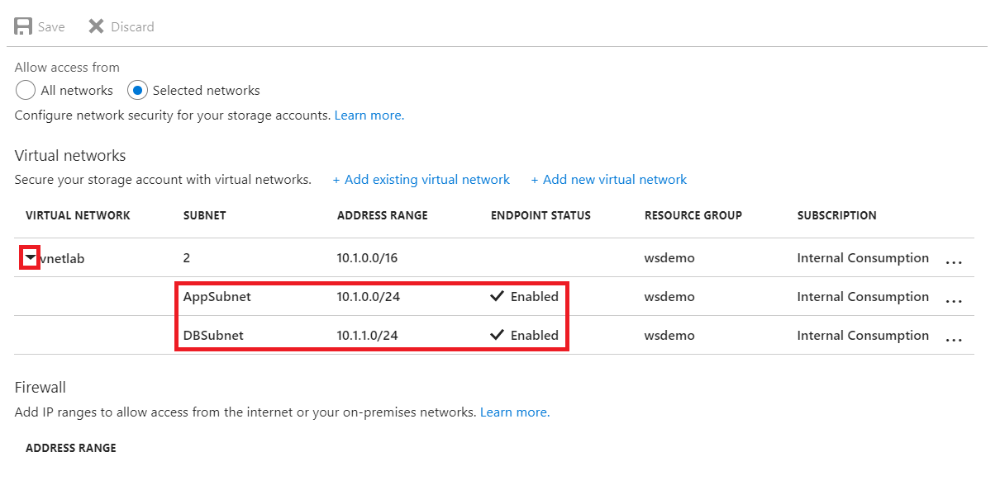 Save Discard
Allow access from
All networks Selected networks
Configure network security for your storage accounts. Learn more.
Virtual networks
Secure your storage account with virtual networks. + Add existing virtual network + Add new virtual network
VIRTUAL NETWORK SUBNET ADDRESS RANGE ENDPOINT STATUS RESOURCE GROUP SUBSCRIPTION
vnetlab 2 10.1.0.0/16 wsdemo Internal Consumption ...
AppSubnet 10.1.0.0/24 Enabled wsdemo Internal Consumption ...
DBSubnet 10.1.1.0/24 Enabled wsdemo Internal Consumption ...
Firewall
Add IP ranges to allow access from the internet or your on-premises networks. Learn more.
ADDRESS RANGE